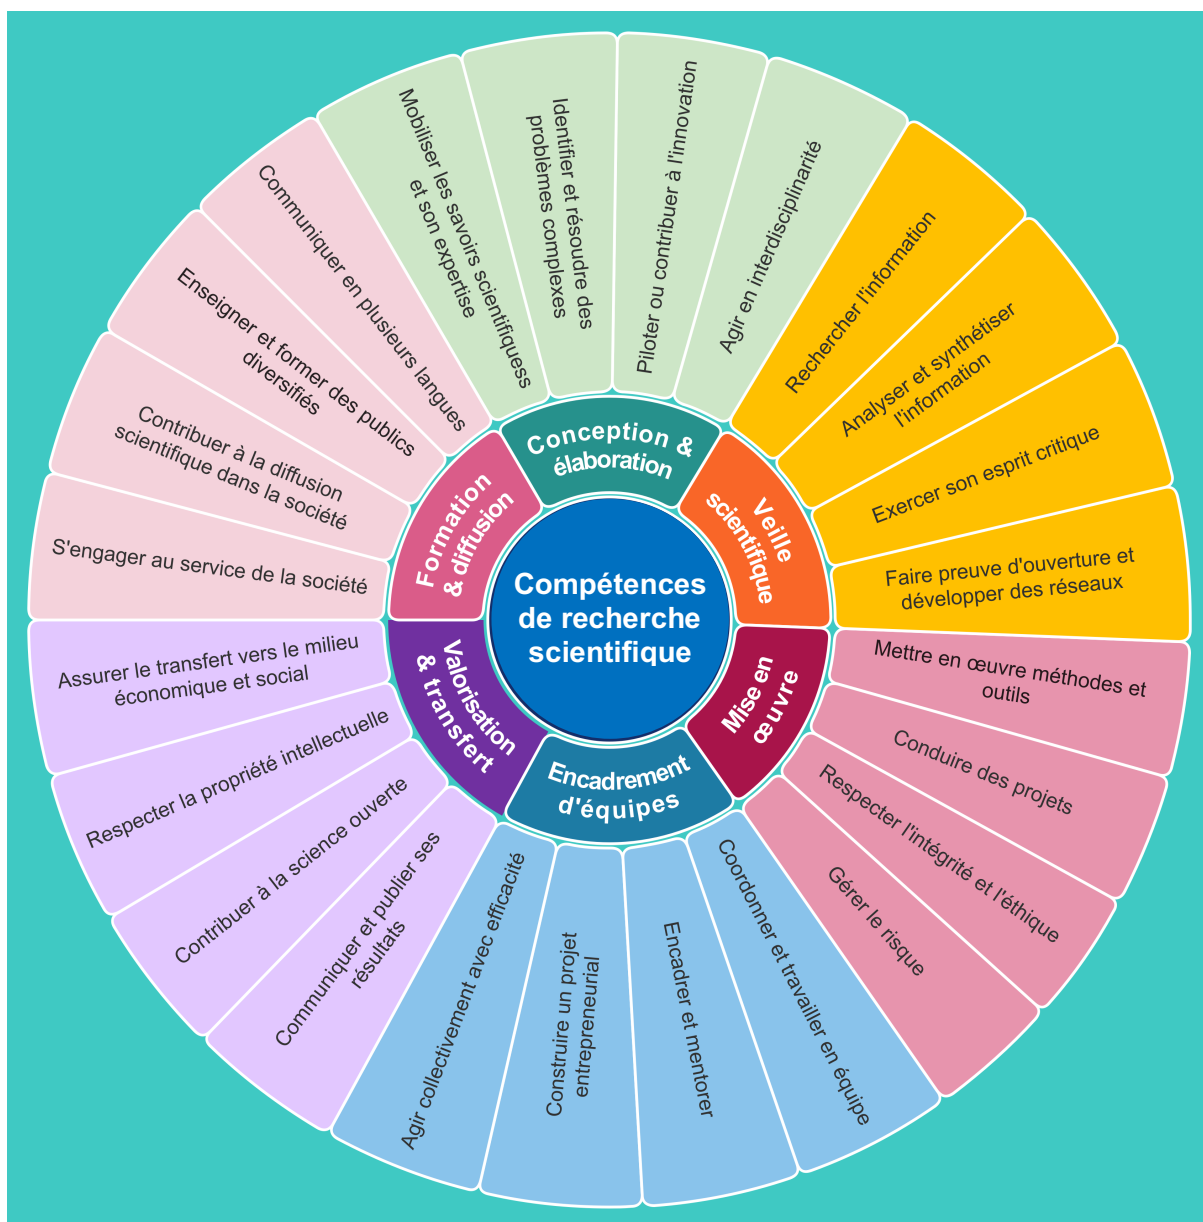 Compétences
de recherche
scientifique
Conception &
élaboration
Mobiliser les savoirs scientifiquess
et son expertise
Identifier et résoudre des
problèmes complexes
Piloter ou contribuer à l'innovation
Agir en interdisciplinarité
Veille
scientifique
Rechercher l'information
Analyser et synthétiser
l'information
Exercer son esprit critique
Faire preuve d'ouverture et
développer des réseaux
Mise en
œuvre
Mettre en œuvre méthodes et
outils
Conduire des projets
Respecter l'intégrité et l'éthique
Gérer le risque
Encadrement
d'équipes
Coordonner et travailler en équipe
Encadrer et mentorer
Construire un projet
entrepreneurial
Agir collectivement avec efficacité
Valorisation
& transfert
Communiquer et publier ses
résultats
Contribuer à la science ouverte
Respecter la propriété intellectuelle
Assurer le transfert vers le milieu
économique et social
Formation
& diffusion
S'engager au service de la société
Contribuer à la diffusion
scientifique dans la société
Enseigner et former des publics
diversifiés
Communiquer en plusieurs langues